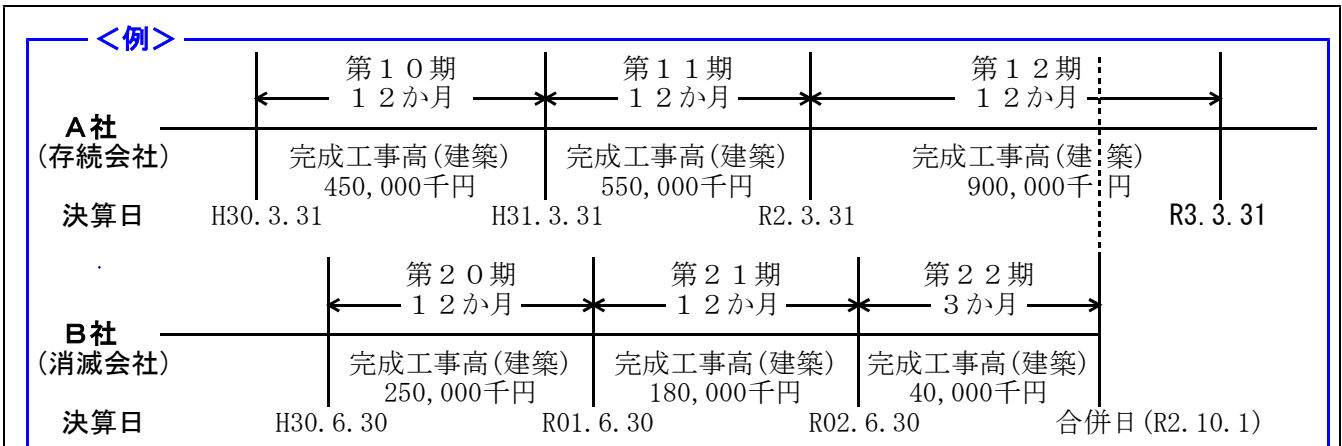 ＜例＞
第１０期　第１１期　第１２期
１２か月　１２か月　１２か月
Ａ社
(存続会社)　完成工事高(建築)　完成工事高(建築)　完成工事高(建築)
450,000千円　550,000千円　900,000千円
決算日　H30.3.31　H31.3.31　R2.3.31　R3.3.31
第２０期　第２１期　第２２期
１２か月　１２か月　３か月
Ｂ社
(消滅会社)　完成工事高(建築)　完成工事高(建築)　完成工事高(建築)
250,000千円　180,000千円　40,000千円
決算日　H30.6.30　R01.6.30　R02.6.30　合併日(R2.10.1)